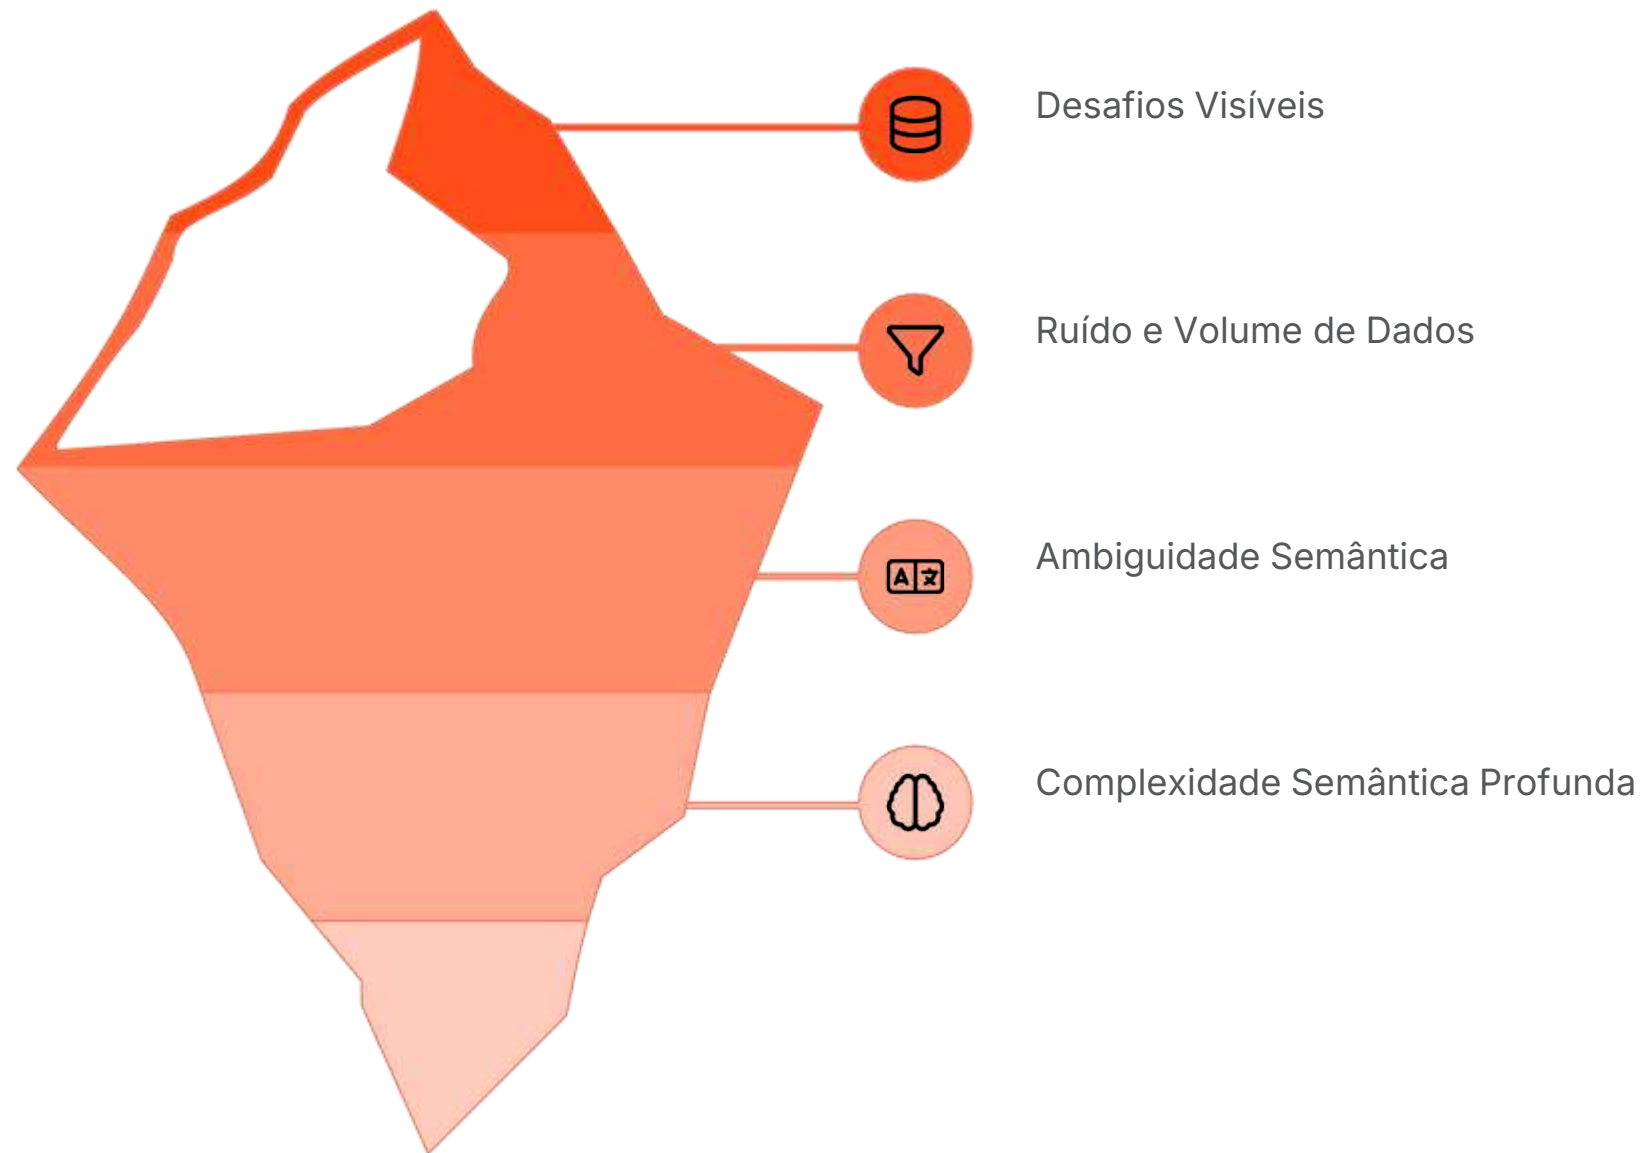 Desafios Visíveis
Ruído e Volume de Dados
Ambiguidade Semântica
Complexidade Semântica Profunda